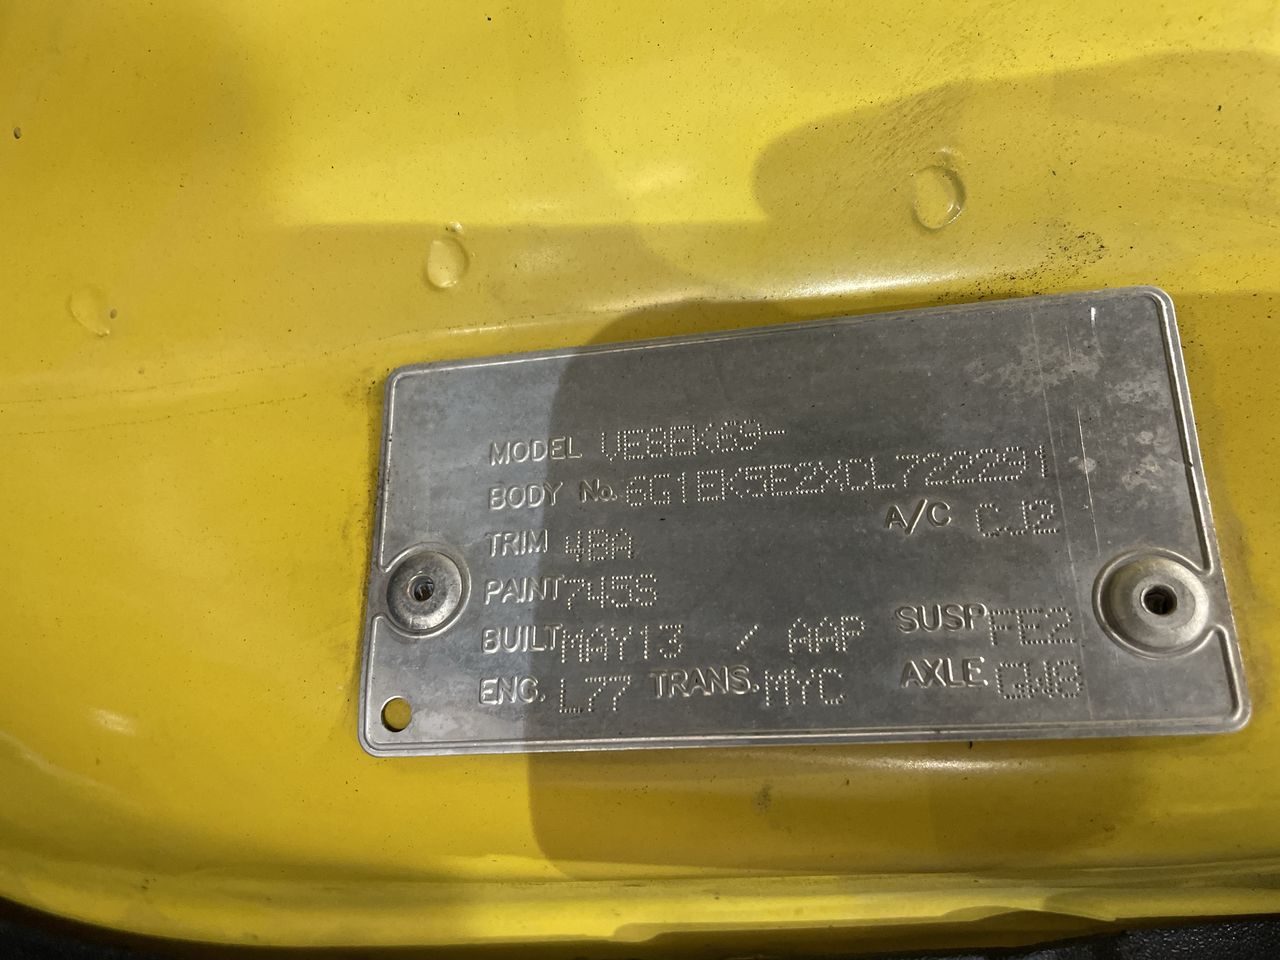 MODEL VE8EK69-
BODY No. 6G1EK5E2XCL722291
A/C CJ2
TRIM 4BA
PAINT 745S
BUILT MAY13 / AAP SUSP FE2
ENG. L77 TRANS. MYC AXLE GW8